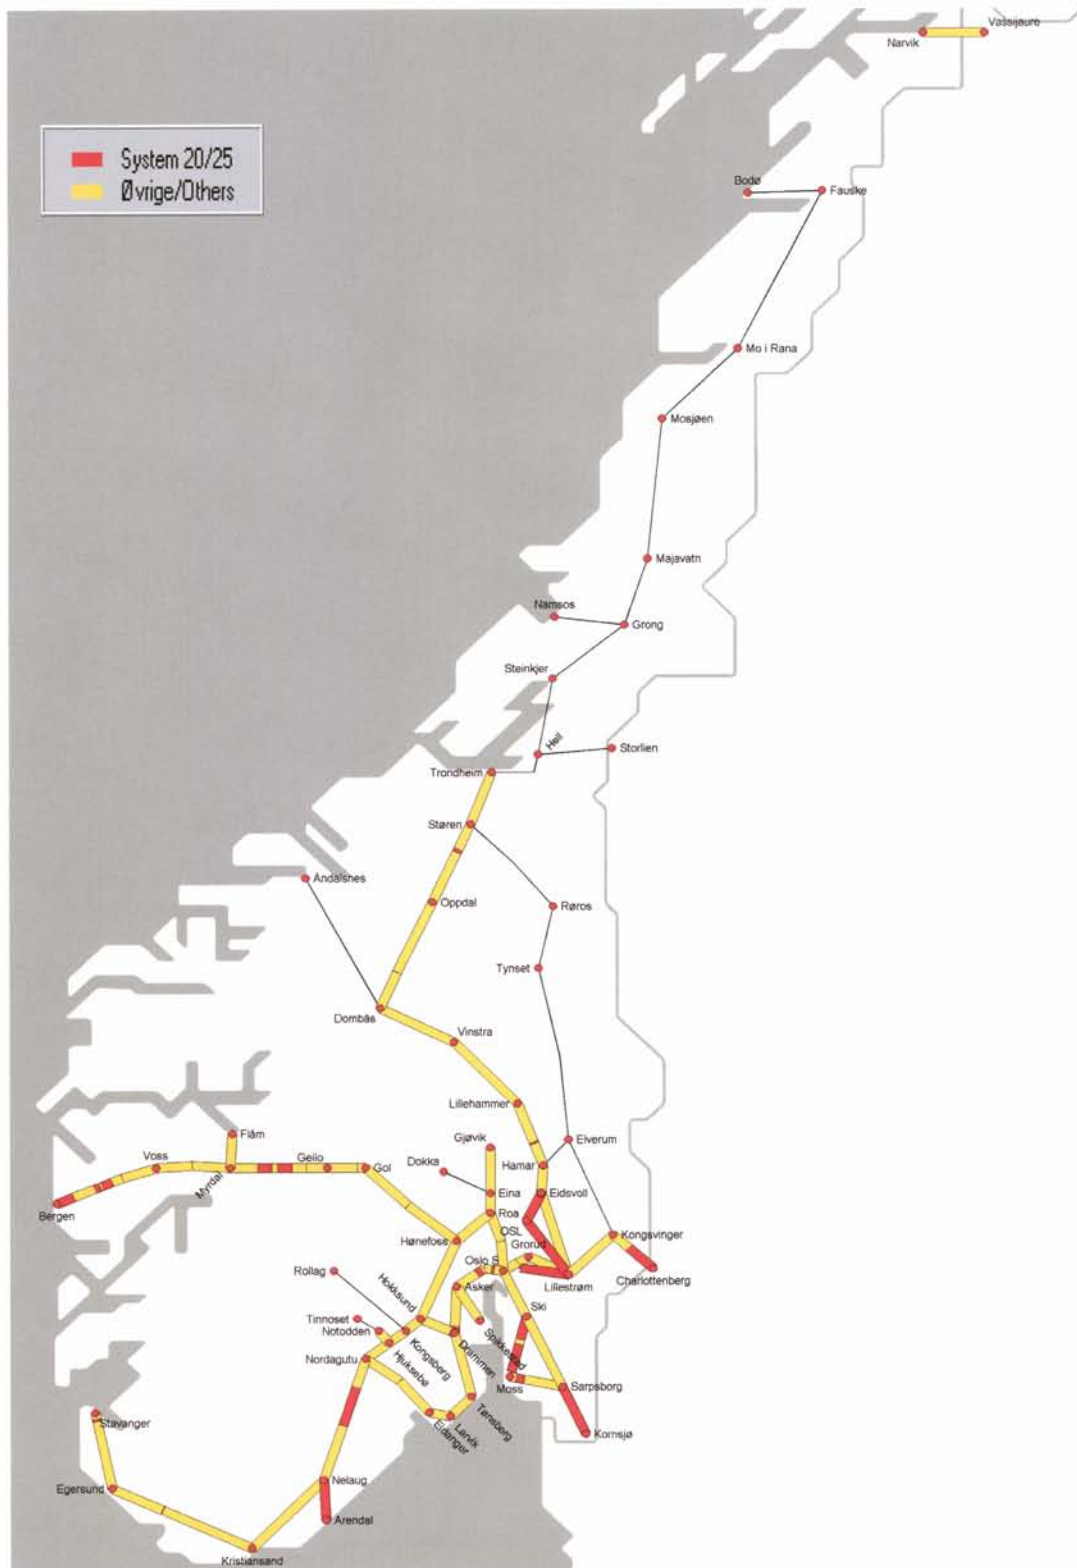 Vassijaure
Narvik
System 20/25
Øvrige/Others
Bodø
Fauske
Mo i Rana
Mosjøen
Majavatn
Namsos
Grong
Steinkjer
Hell
Storlien
Trondheim
Støren
Åndalsnes
Oppdal
Røros
Tynset
Dombås
Vinstra
Lillehammer
Flåm
Gjøvik
Elverum
Voss
Geilo
Dokka
Hamar
Myrdal
Gol
Eina
Eidsvoll
Bergen
Roa
OSL
Hønefoss
Grorud
Kongsvinger
Rollag
Oslo S
Asker
Lillestrøm
Charlottenberg
Hokksund
Ski
Tinnoset
Notodden
Spikkestad
Kongsberg
Drammen
Nordagutu
Hjuksebø
Moss
Sarpsborg
Stavanger
Eidanger
Larvik
Tønsberg
Kornsjø
Egersund
Nelaug
Arendal
Kristiansand